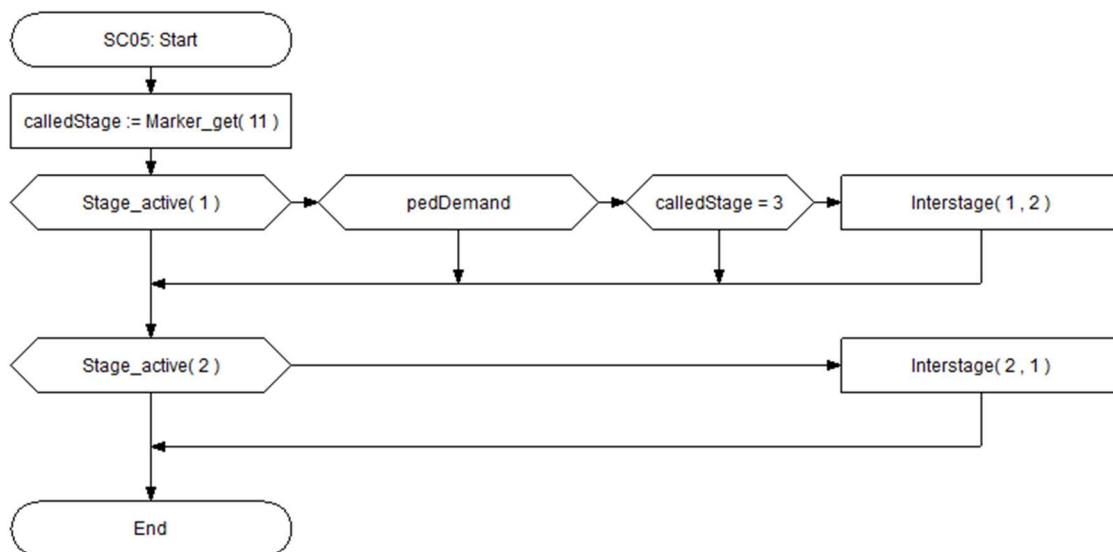 SC05: Start
calledStage := Marker_get( 11 )
Stage_active( 1 )
pedDemand
calledStage = 3
Interstage( 1 , 2 )
Stage_active( 2 )
Interstage( 2 , 1 )
End